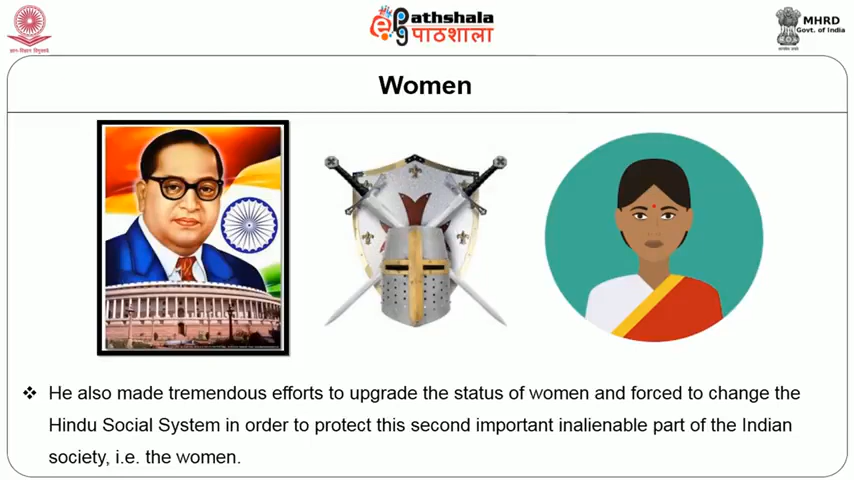 ePathshala
पाठशाला
MHRD
Govt. of India
Women
❖ He also made tremendous efforts to upgrade the status of women and forced to change the
Hindu Social System in order to protect this second important inalienable part of the Indian
society, i.e. the women.